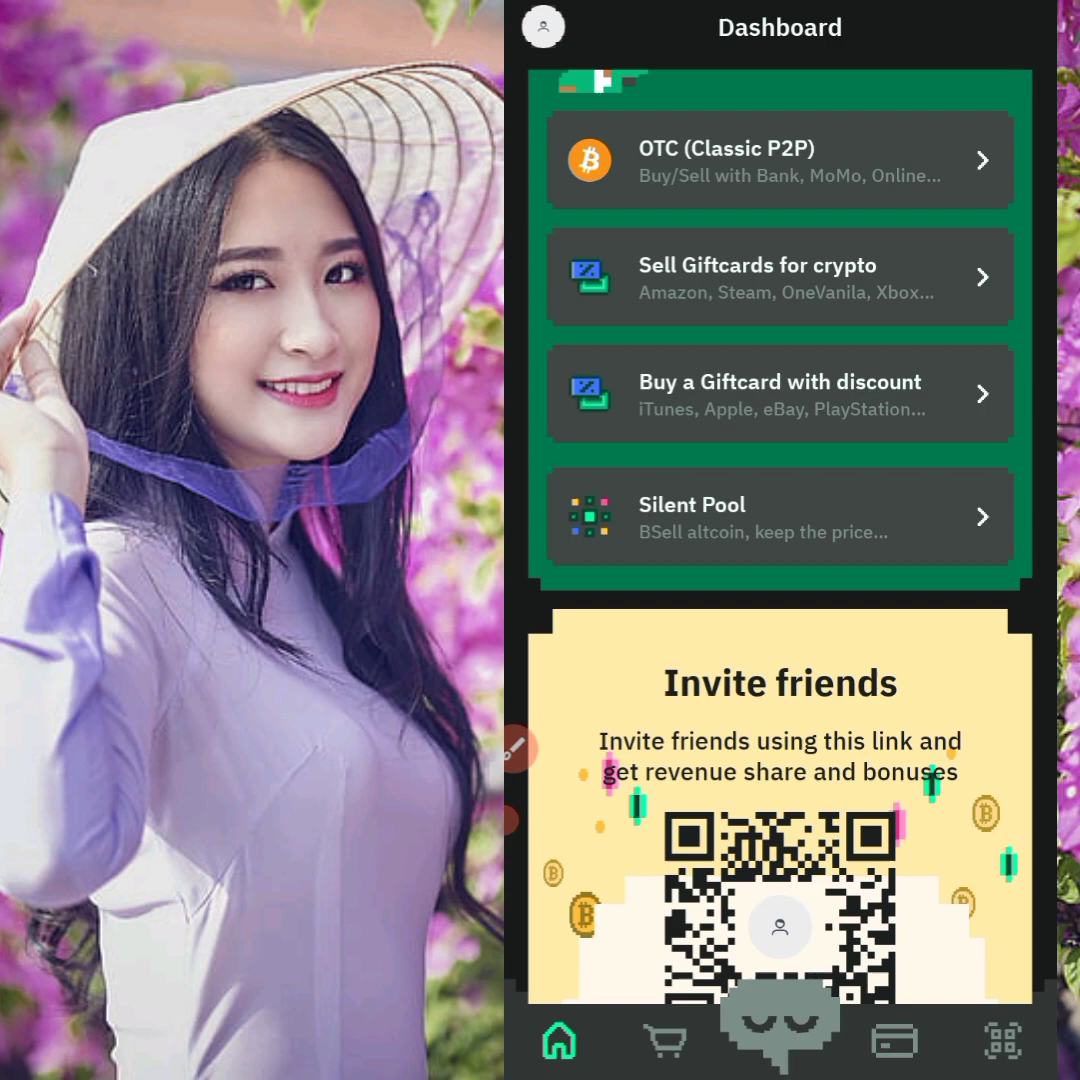 Dashboard
OTC (Classic P2P)
Buy/Sell with Bank, MoMo, Online...
Sell Giftcards for crypto
Amazon, Steam, OneVanila, Xbox...
Buy a Giftcard with discount
iTunes, Apple, eBay, PlayStation...
Silent Pool
BSell altcoin, keep the price...
Invite friends
Invite friends using this link and
get revenue share and bonuses